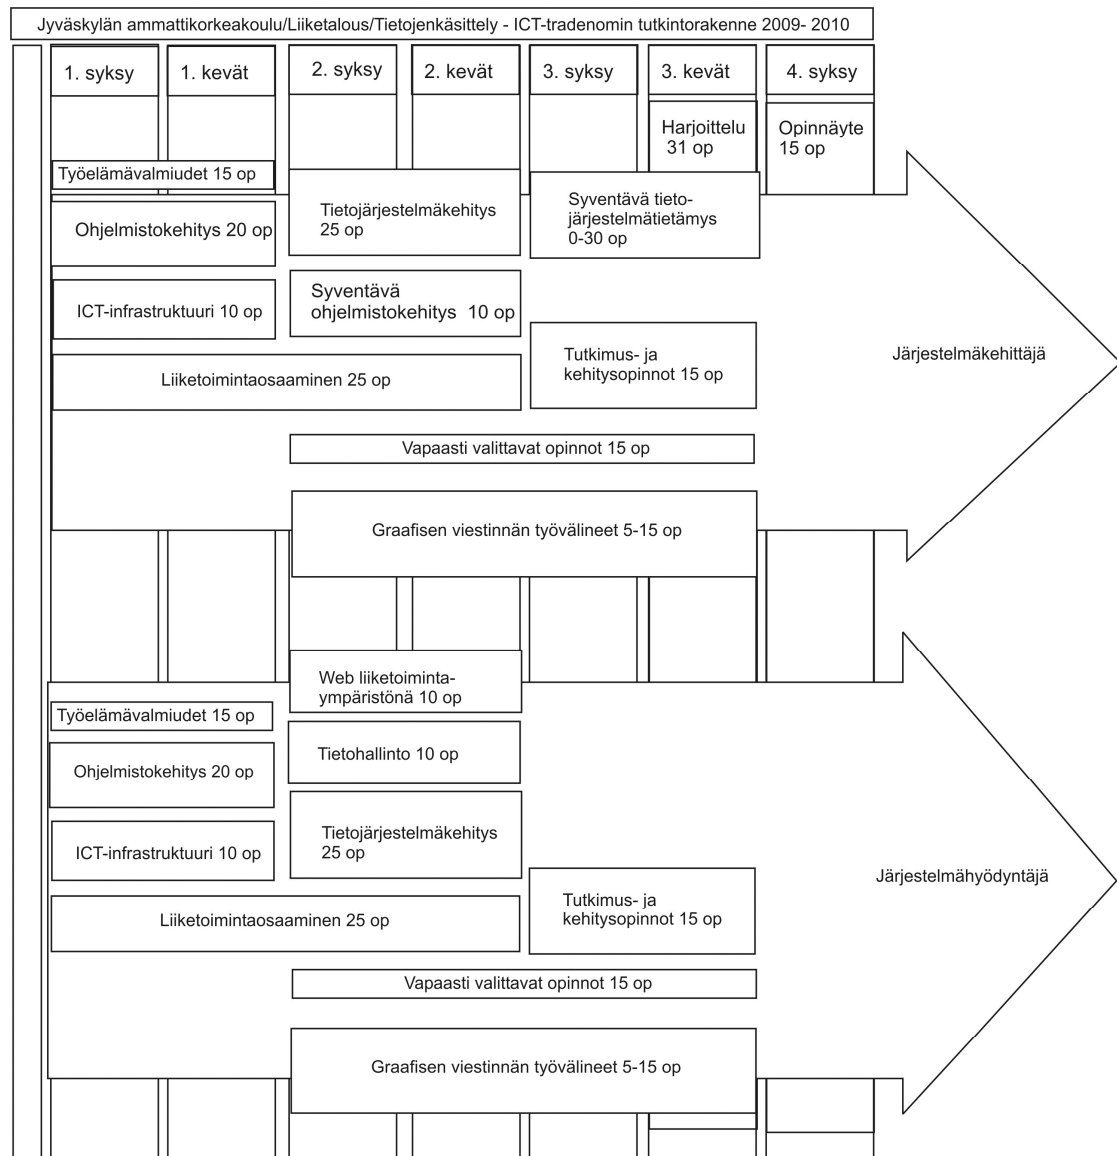 Jyväskylän ammattikorkeakoulu/Liiketalous/Tietojenkäsittely - ICT-tradenomin tutkintorakenne 2009- 2010
1. syksy
1. kevät
2. syksy
2. kevät
3. syksy
3. kevät
4. syksy
Harjoittelu
31 op
Opinnäyte
15 op
Työelämävalmiudet 15 op
Ohjelmistokehitys 20 op
Tietojärjestelmäkehitys
25 op
Syventävä tieto-
järjestelmätietämys
0-30 op
ICT-infrastruktuuri 10 op
Syventävä
ohjelmistokehitys 10 op
Liiketoimintaosaaminen 25 op
Tutkimus- ja
kehitysopinnot 15 op
Järjestelmäkehittäjä
Vapaasti valittavat opinnot 15 op
Graafisen viestinnän työvälineet 5-15 op
Web liiketoiminta-
ympäristönä 10 op
Työelämävalmiudet 15 op
Tietohallinto 10 op
Ohjelmistokehitys 20 op
Tietojärjestelmäkehitys
25 op
ICT-infrastruktuuri 10 op
Järjestelmähyödyntäjä
Liiketoimintaosaaminen 25 op
Tutkimus- ja
kehitysopinnot 15 op
Vapaasti valittavat opinnot 15 op
Graafisen viestinnän työvälineet 5-15 op